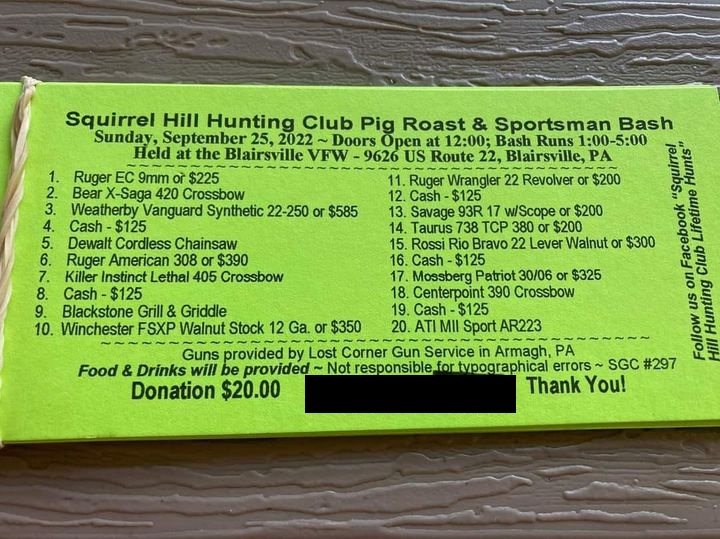 Squirrel Hill Hunting Club Pig Roast & Sportsman Bash
Sunday, September 25, 2022 ~ Doors Open at 12:00; Bash Runs 1:00-5:00
Held at the Blairsville VFW - 9626 US Route 22, Blairsville, PA
1. Ruger EC 9mm or $225
2. Bear X-Saga 420 Crossbow
3. Weatherby Vanguard Synthetic 22-250 or $585
4. Cash - $125
5. Dewalt Cordless Chainsaw
6. Ruger American 308 or $390
7. Killer Instinct Lethal 405 Crossbow
8. Cash - $125
9. Blackstone Grill & Griddle
10. Winchester FSXP Walnut Stock 12 Ga. or $350
11. Ruger Wrangler 22 Revolver or $200
12. Cash - $125
13. Savage 93R 17 w/Scope or $200
14. Taurus 738 TCP 380 or $200
15. Rossi Rio Bravo 22 Lever Walnut or $300
16. Cash - $125
17. Mossberg Patriot 30/06 or $325
18. Centerpoint 390 Crossbow
19. Cash - $125
20. ATI MII Sport AR223
Guns provided by Lost Corner Gun Service in Armagh, PA
Food & Drinks will be provided ~ Not responsible for typographical errors ~ SGC #297
Donation $20.00 Thank You!
Follow us on Facebook "Squirrel
Hill Hunting Club Lifetime Hunts"